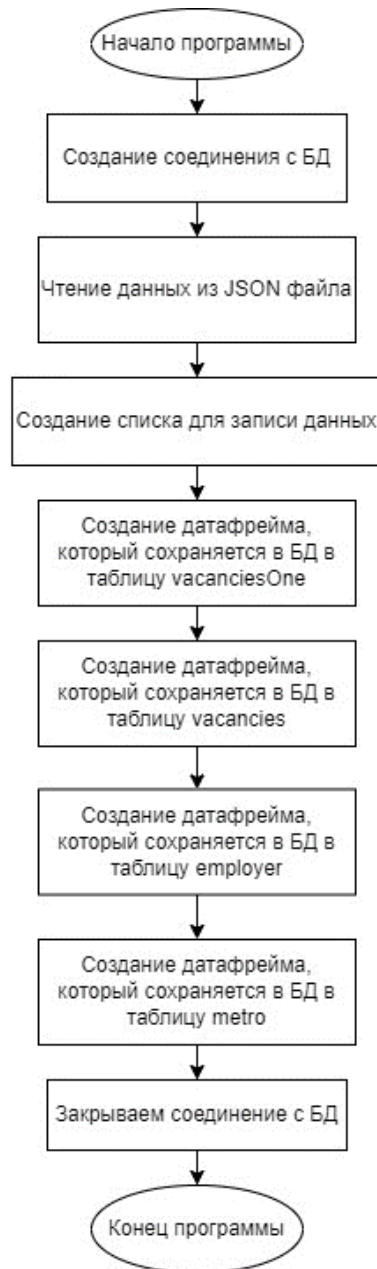 Начало программы
Создание соединения с БД
Чтение данных из JSON файла
Создание списка для записи данных
Создание датафрейма,
который сохраняется в БД в
таблицу vacanciesOne
Создание датафрейма,
который сохраняется в БД в
таблицу vacancies
Создание датафрейма,
который сохраняется в БД в
таблицу employer
Создание датафрейма,
который сохраняется в БД в
таблицу metro
Закрываем соединение с БД
Конец программы